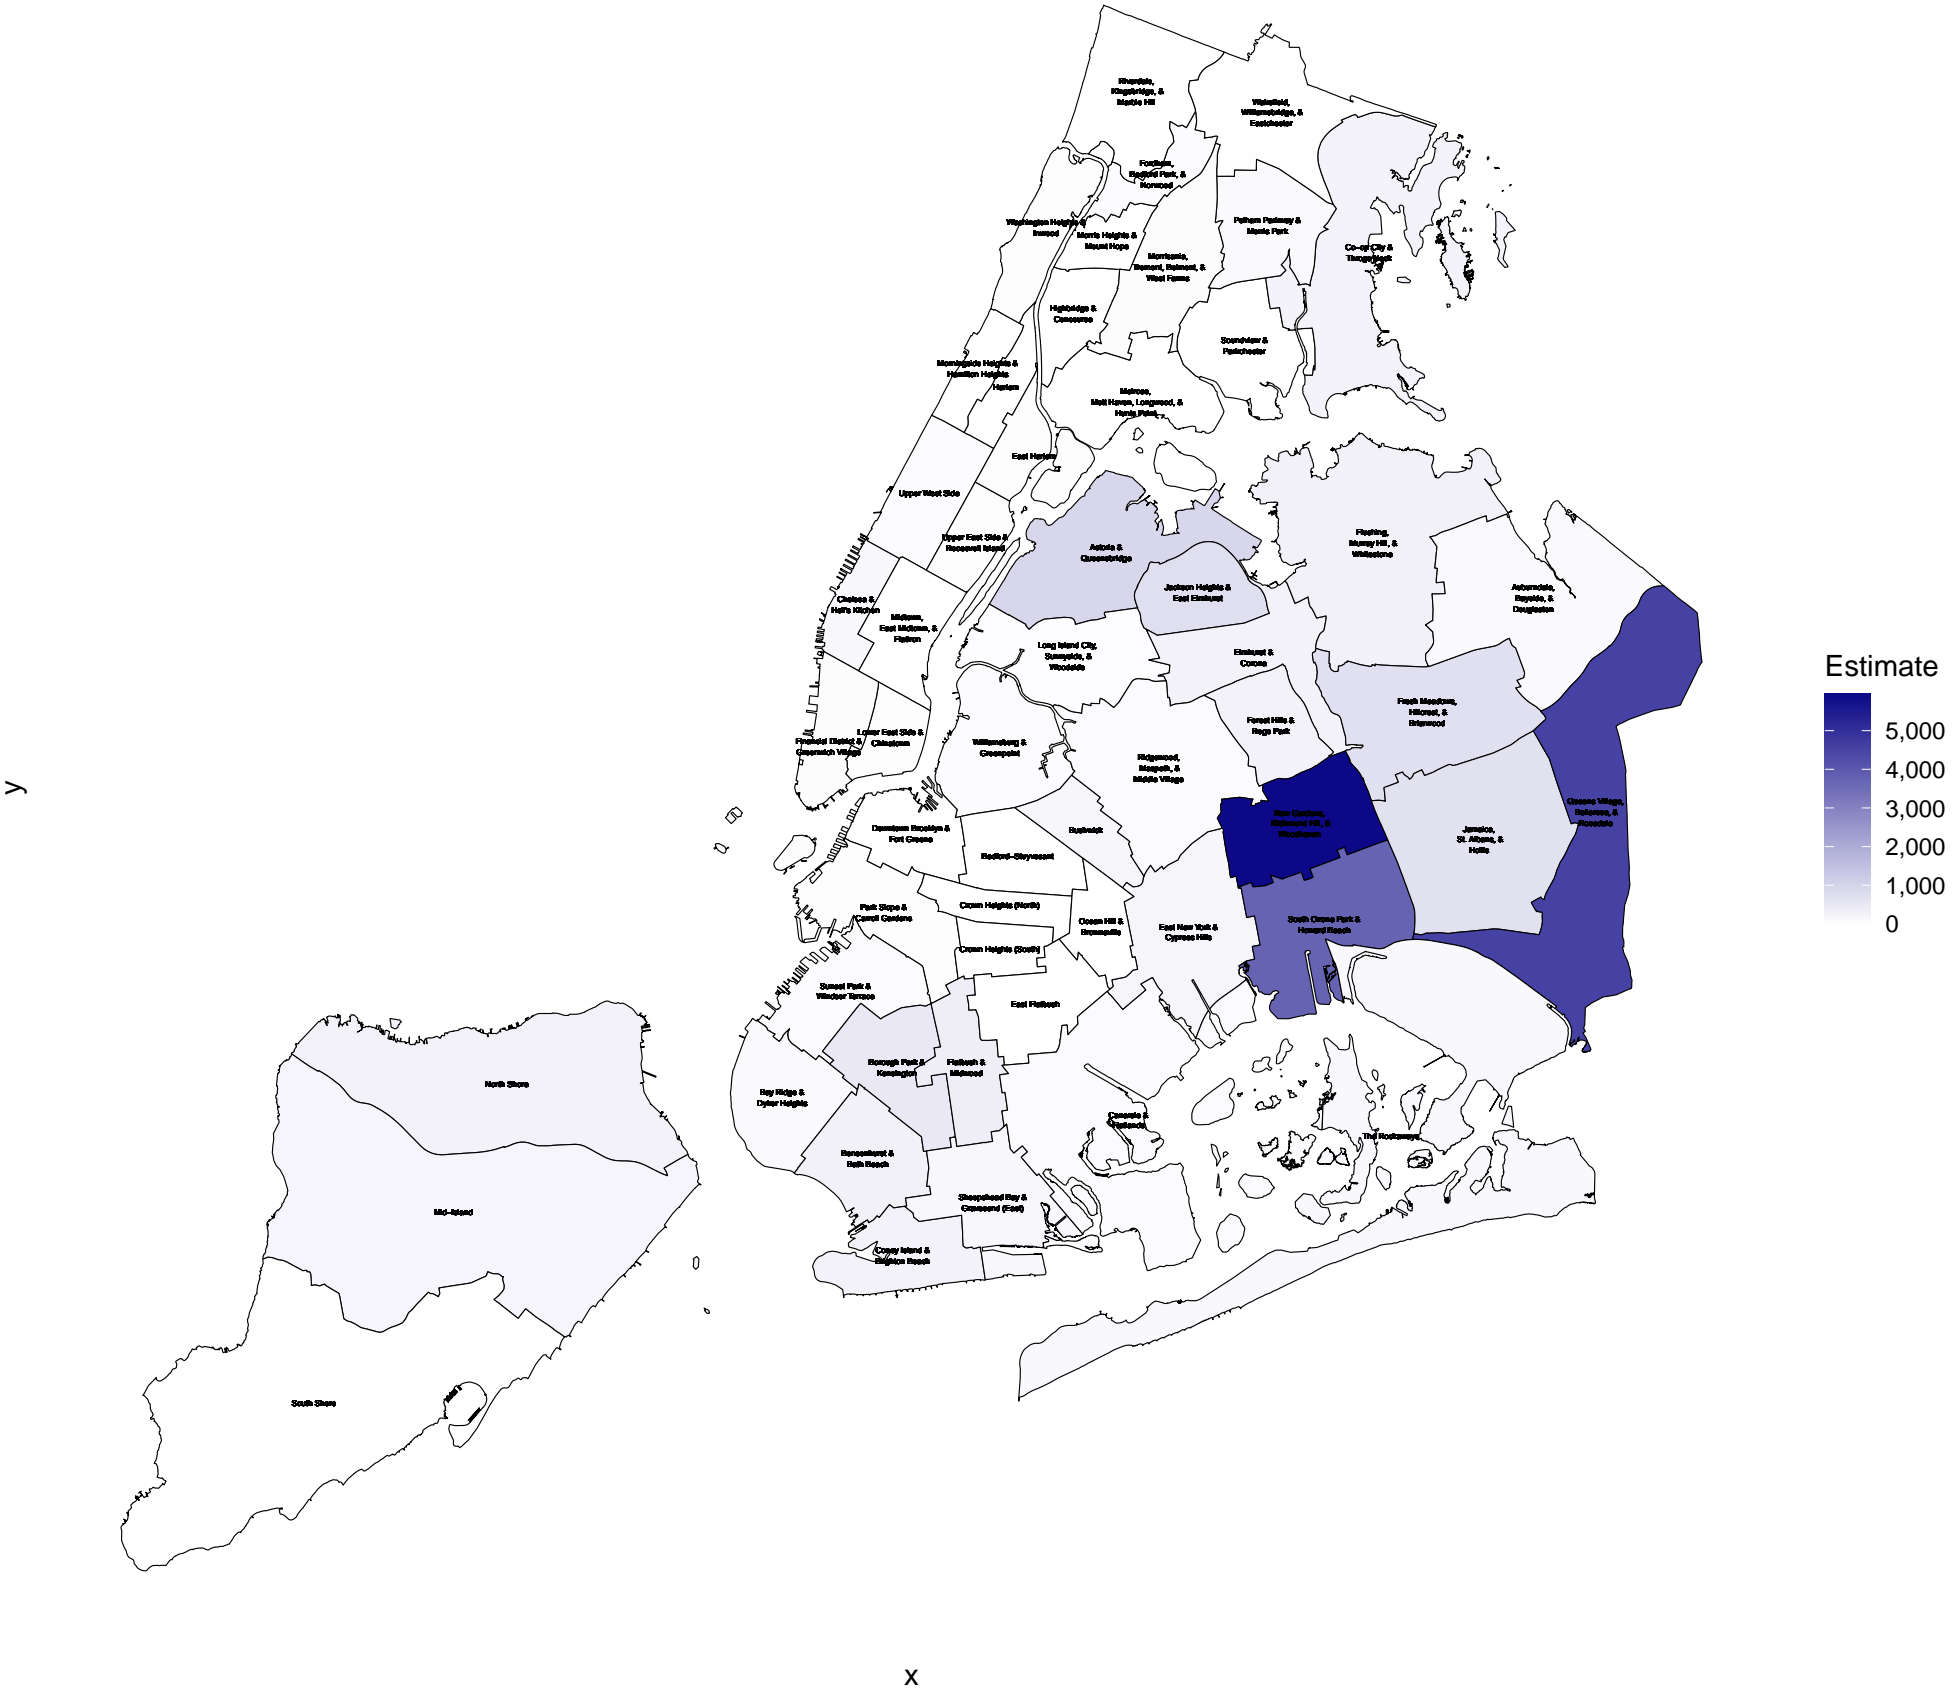 Riverdale,
Kingsbridge, &
Marble Hill
Wakefield,
Williamsbridge, &
Eastchester
Fordham,
Bedford Park, &
Norwood
Washington Heights &
Inwood
Morris Heights &
Mount Hope
Pelham Parkway &
Morris Park
Co-op City &
Throgs Neck
Morrisania,
Tremont, Belmont, &
West Farms
Highbridge &
Concourse
Soundview &
Parkchester
Morningside Heights &
Hamilton Heights
Harlem
Melrose,
Mott Haven, Longwood, &
Hunts Point
East Harlem
Upper West Side
Upper East Side &
Roosevelt Island
Astoria &
Queensbridge
Flushing,
Murray Hill, &
Whitestone
Jackson Heights &
East Elmhurst
Auburndale,
Bayside, &
Douglaston
Chelsea &
Hell's Kitchen
Midtown,
East Midtown, &
Flatiron
Long Island City,
Sunnyside, &
Woodside
Elmhurst &
Corona
Fresh Meadows,
Hillcrest, &
Briarwood
Forest Hills &
Rego Park
Financial District &
Greenwich Village
Lower East Side &
Chinatown
Williamsburg &
Greenpoint
Ridgewood,
Maspeth, &
Middle Village
Kew Gardens,
Richmond Hill, &
Woodhaven
Queens Village,
Bellerose, &
Rosedale
Downtown Brooklyn &
Fort Greene
Bushwick
Bedford-Stuyvesant
Jamaica,
St. Albans, &
Hollis
Park Slope &
Carroll Gardens
Crown Heights (North)
Ocean Hill &
Brownsville
East New York &
Cypress Hills
South Ozone Park &
Howard Beach
Crown Heights (South)
Sunset Park &
Windsor Terrace
East Flatbush
Borough Park &
Kensington
Flatbush &
Midwood
Bay Ridge &
Dyker Heights
Canarsie &
Flatlands
The Rockaways
Bensonhurst &
Bath Beach
Sheepshead Bay &
Gravesend (East)
Coney Island &
Brighton Beach
North Shore
Mid-Island
South Shore
Estimate
5,000
4,000
3,000
2,000
1,000
0
y
x